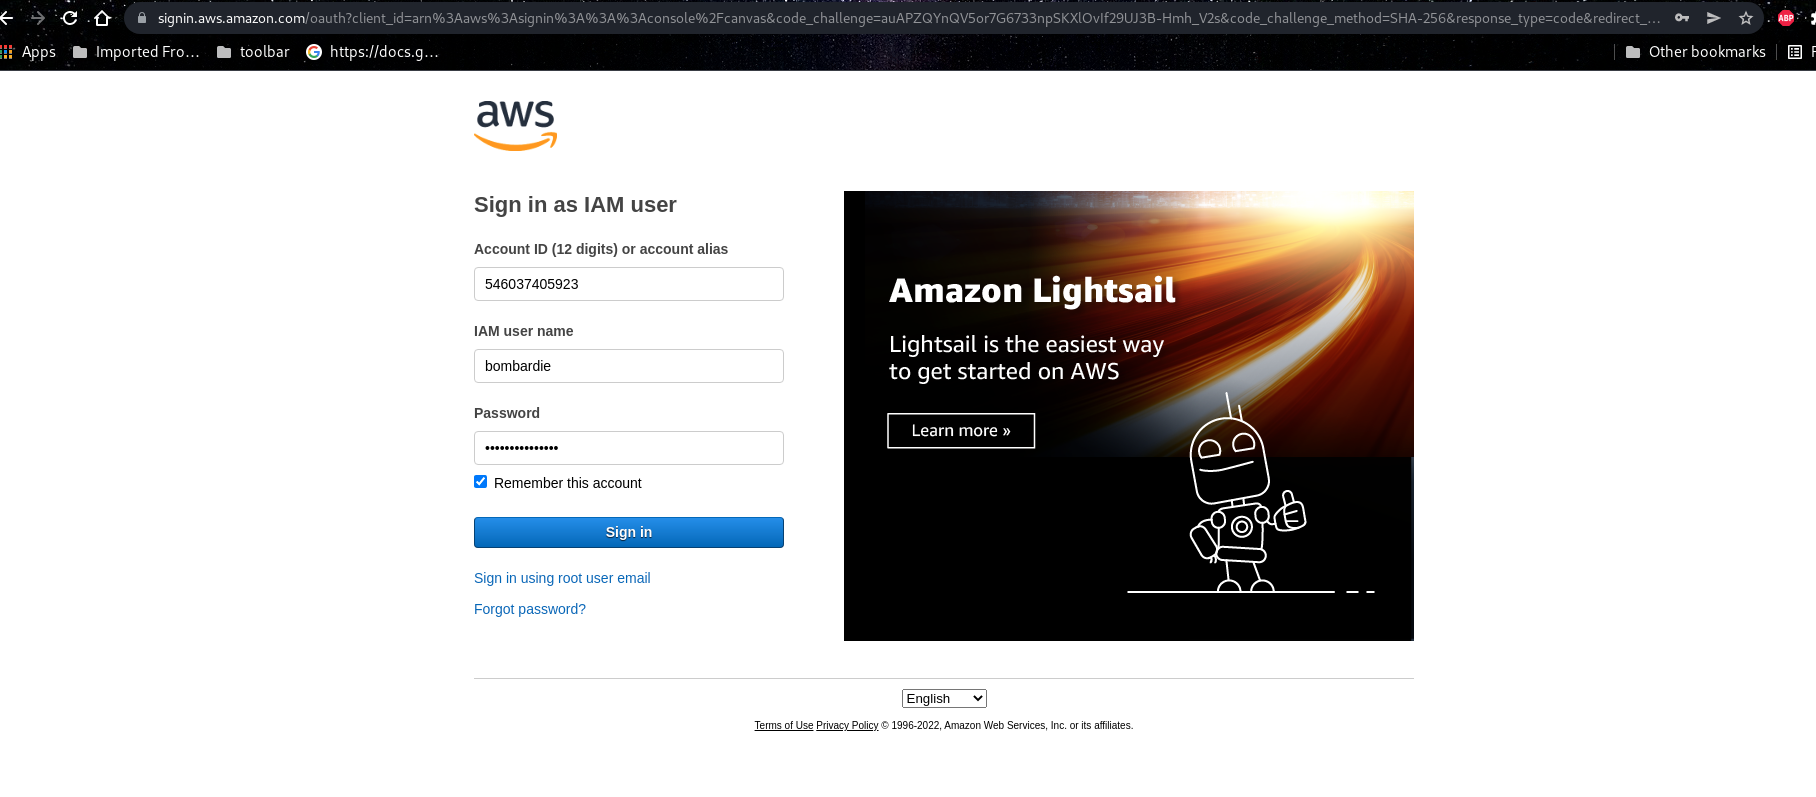 signin.aws.amazon.com/oauth?client_id=arn%3Aaws%3Asignin%3A%3A%3Aconsole%2Fcanvas&code_challenge=auAPZQYnQV5or7G6733npSKXlOvIf29UJ3B-Hmh_V2s&code_challenge_method=SHA-256&response_type=code&redirect_...
ABP
Apps Imported Fro... toolbar https://docs.g... Other bookmarks
aws
Sign in as IAM user
Account ID (12 digits) or account alias
546037405923
IAM user name
bombardie
Password
•••••••••••••••
Remember this account
Sign in
Sign in using root user email
Forgot password?
Amazon Lightsail
Lightsail is the easiest way
to get started on AWS
Learn more »
English
Terms of Use Privacy Policy © 1996-2022, Amazon Web Services, Inc. or its affiliates.